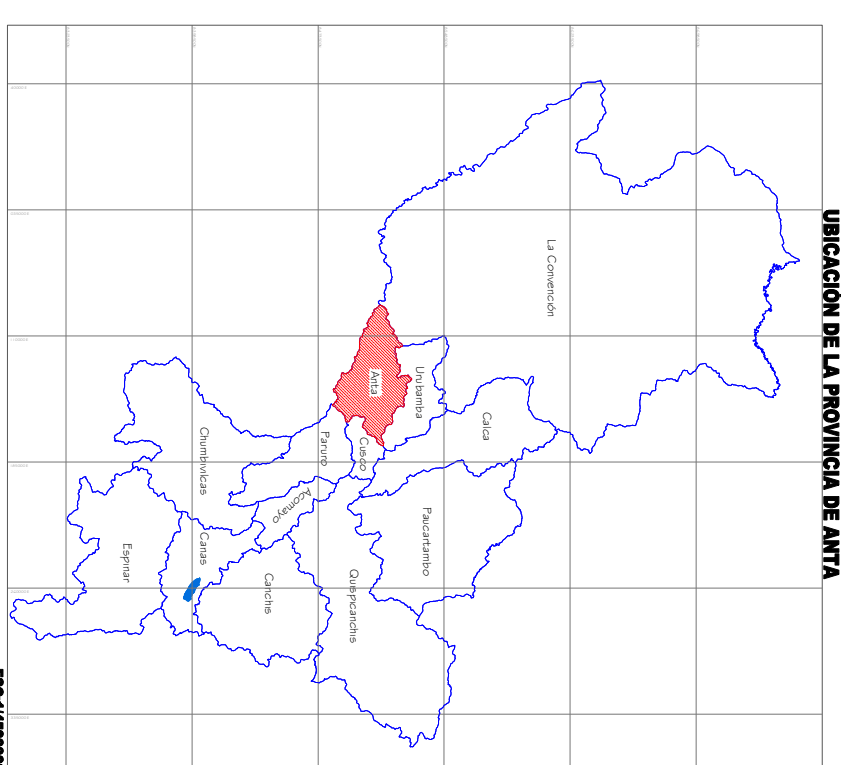 UBICACIÓN DE LA PROVINCIA DE ANTA
La Convención
Calca
Urubamba
Anta
Cusco
Paruro
Paucartambo
Quispicanchis
Acomayo
Canchis
Chumbivilcas
Canas
Espinar